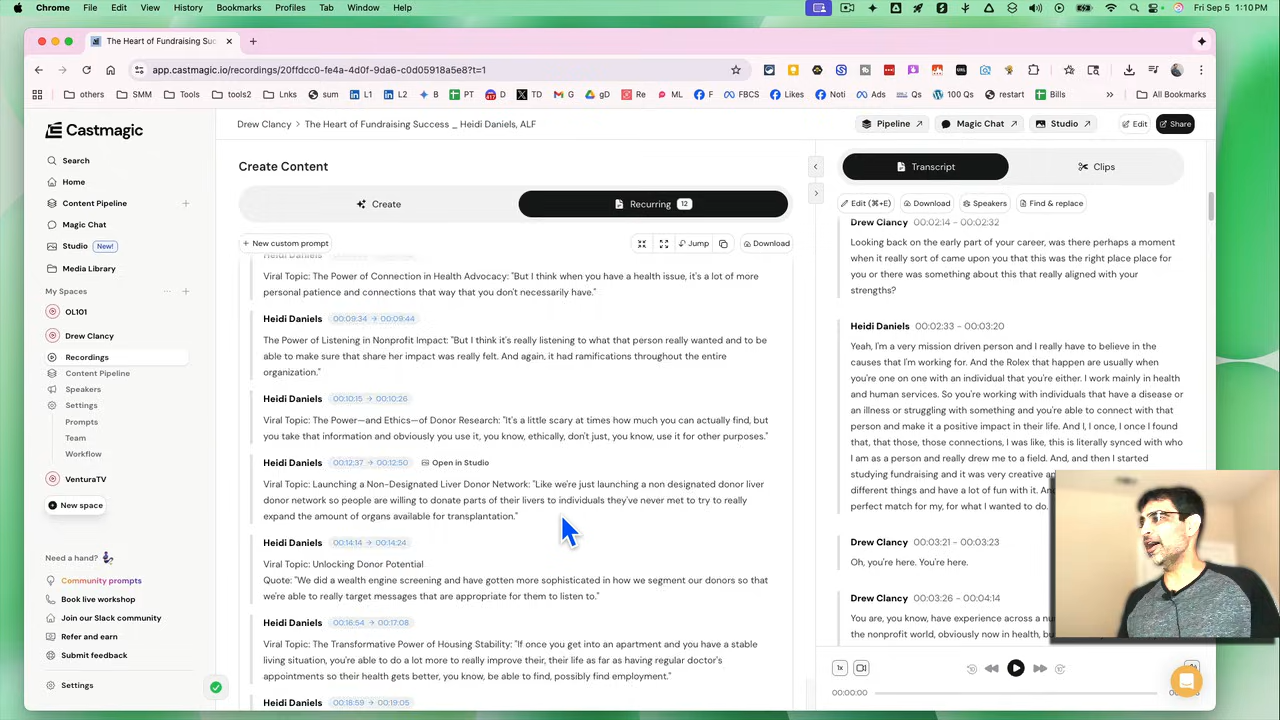 Chrome File Edit View History Bookmarks Profiles Tab Window Help Fri Sep 5 1:10 PM
The Heart of Fundraising Suc
app.castmagic.io/recordings/20ffdcc0-fe4a-4d0f-9da6-c0d05918a5e8?t=1
others SMM Tools tools2 Lnks sum L1 L2 B PT D TD G gD Re ML F FBCS Likes Noti Ads Qs 100 Qs restart Bills » All Bookmarks
Castmagic
Search
Home
Content Pipeline
Magic Chat
Studio New!
Media Library
My Spaces
OL101
Drew Clancy
Recordings
Content Pipeline
Speakers
Settings
Prompts
Team
Workflow
VenturaTV
New space
Need a hand?
Community prompts
Book live workshop
Join our Slack community
Refer and earn
Submit feedback
Settings
Drew Clancy > The Heart of Fundraising Success _ Heidi Daniels, ALF
Pipeline Magic Chat Studio Edit Share
Create Content
Create Recurring 12
+ New custom prompt Jump Download
Viral Topic: The Power of Connection in Health Advocacy: "But I think when you have a health issue, it's a lot of more
personal patience and connections that way that you don't necessarily have."
Heidi Daniels 00:09:34 → 00:09:44
The Power of Listening in Nonprofit Impact: "But I think it's really listening to what that person really wanted and to be
able to make sure that share her impact was really felt. And again, it had ramifications throughout the entire
organization."
Heidi Daniels 00:10:15 → 00:10:26
Viral Topic: The Power—and Ethics—of Donor Research: "It's a little scary at times how much you can actually find, but
you take that information and obviously you use it, you know, ethically, don't just, you know, use it for other purposes."
Heidi Daniels 00:12:37 → 00:12:50 Open in Studio
Viral Topic: Launching a Non-Designated Liver Donor Network: "Like we're just launching a non designated donor liver
donor network so people are willing to donate parts of their livers to individuals they've never met to try to really
expand the amount of organs available for transplantation."
Heidi Daniels 00:14:14 → 00:14:24
Viral Topic: Unlocking Donor Potential
Quote: "We did a wealth engine screening and have gotten more sophisticated in how we segment our donors so that
we're able to really target messages that are appropriate for them to listen to."
Heidi Daniels 00:16:54 → 00:17:08
Viral Topic: The Transformative Power of Housing Stability: "If once you get into an apartment and you have a stable
living situation, you're able to do a lot more to really improve their, their life as far as having regular doctor's
appointments so their health gets better, you know, be able to find, possibly find employment."
Heidi Daniels 00:18:59 → 00:19:05
Transcript Clips
Edit (⌘+E) Download Speakers Find & replace
Drew Clancy 00:02:14 - 00:02:32
Looking back on the early part of your career, was there perhaps a moment
when it really sort of came upon you that this was the right place place for
you or there was something about this that really aligned with your
strengths?
Heidi Daniels 00:02:33 - 00:03:20
Yeah, I'm a very mission driven person and I really have to believe in the
causes that I'm working for. And the Rolex that happen are usually when
you're one on one with an individual that you're either. I work mainly in health
and human services. So you're working with individuals that have a disease or
an illness or struggling with something and you're able to connect with that
person and make it a positive impact in their life. And I, I once, I once I found
that, that those, those connections, I was like, this is literally synced with who
I am as a person and really drew me to a field. And, and then I started
studying fundraising and it was very creative a
different things and have a lot of fun with it. An
perfect match for my, for what I wanted to do.
Drew Clancy 00:03:21 - 00:03:23
Oh, you're here. You're here.
Drew Clancy 00:03:26 - 00:04:14
You are, you know, have experience across a nu
the nonprofit world, obviously now in health, bu
1x
00:00:00